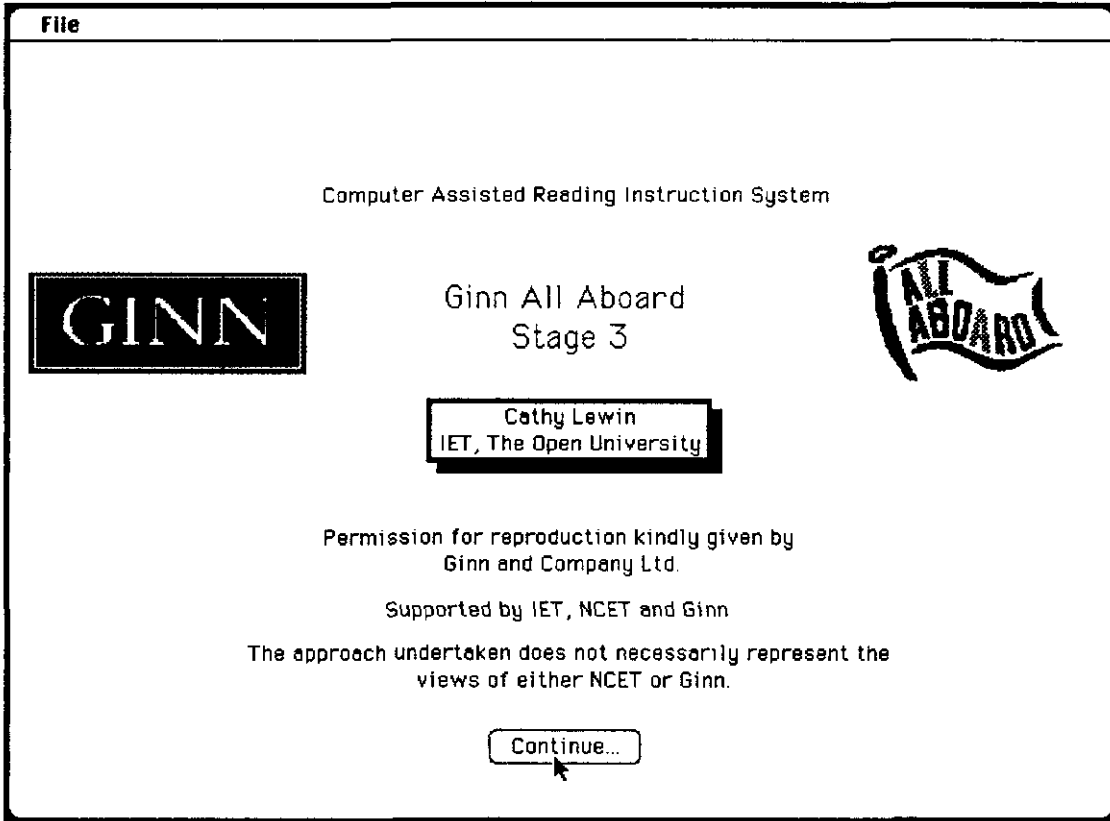 File
Computer Assisted Reading Instruction System
GINN
Ginn All Aboard
Stage 3
ALL
ABOARD
Cathy Lewin
IET, The Open University
Permission for reproduction kindly given by
Ginn and Company Ltd.
Supported by IET, NCET and Ginn
The approach undertaken does not necessarily represent the
views of either NCET or Ginn.
Continue...